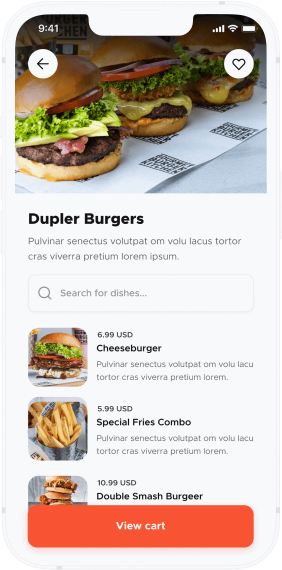 9:41
GOURMET
BURGER
KITCHEN
Dupler Burgers
Pulvinar senectus volutpat om volu lacus tortor
cras viverra pretium lorem ipsum.
Search for dishes...
6.99 USD
Cheeseburger
Pulvinar senectus volutpat om volu lacu
tortor cras viverra pretium lorem.
5.99 USD
Special Fries Combo
Pulvinar senectus volutpat om volu lacu
tortor cras viverra pretium lorem.
10.99 USD
Double Smash Burgeer
View cart